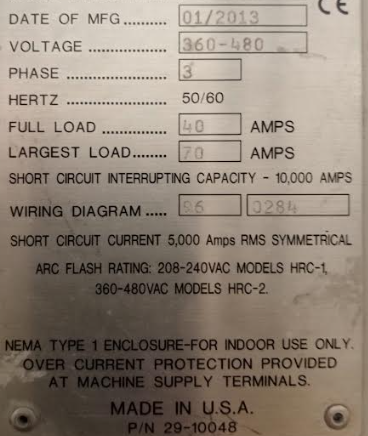 CE
DATE OF MFG ............ 01/2013
VOLTAGE ............... 360-480
PHASE .................... 3
HERTZ .................... 50/60
FULL LOAD ............. 40 AMPS
LARGEST LOAD........ 70 AMPS
SHORT CIRCUIT INTERRUPTING CAPACITY - 10,000 AMPS
WIRING DIAGRAM ..... 96 0284
SHORT CIRCUIT CURRENT 5,000 Amps RMS SYMMETRICAL
ARC FLASH RATING: 208-240VAC MODELS HRC-1,
360-480VAC MODELS HRC-2.
NEMA TYPE 1 ENCLOSURE-FOR INDOOR USE ONLY.
OVER CURRENT PROTECTION PROVIDED
AT MACHINE SUPPLY TERMINALS.
MADE IN U.S.A.
P/N 29-10048